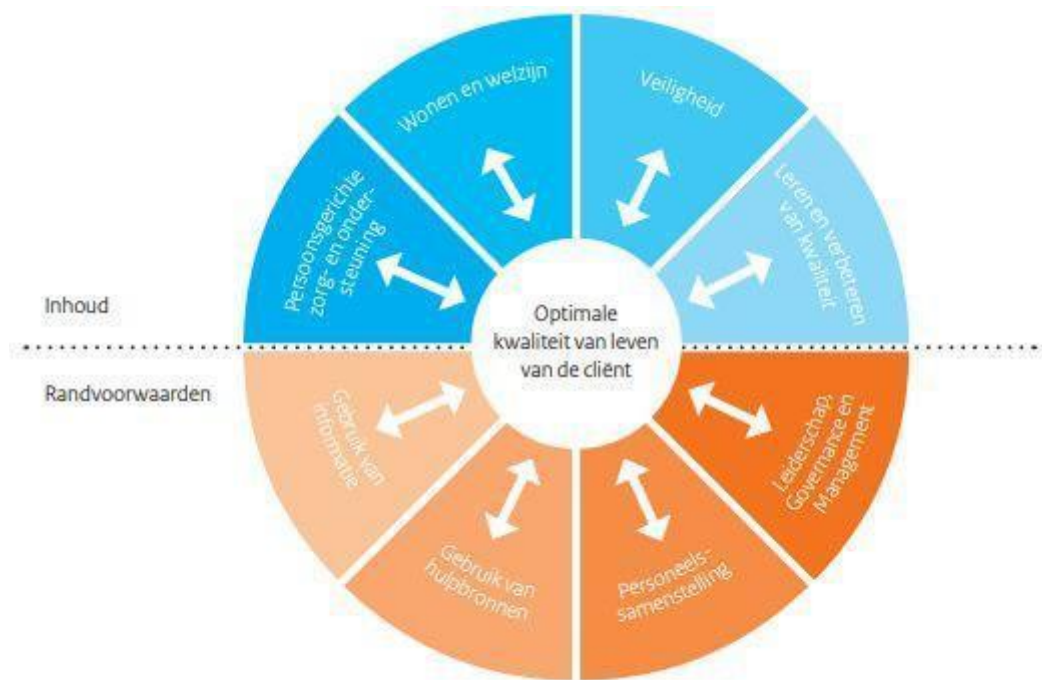 Wonen en welzijn
Veiligheid
Persoonsgerichte
zorg- en onder-
steuning
Leren en verbeteren
van kwaliteit
Inhoud
Optimale
kwaliteit van leven
van de cliënt
Randvoorwaarden
Gebruik van
informatie
Leiderschap,
Governance en
Management
Gebruik van
hulpbronnen
Personeels-
samenstelling